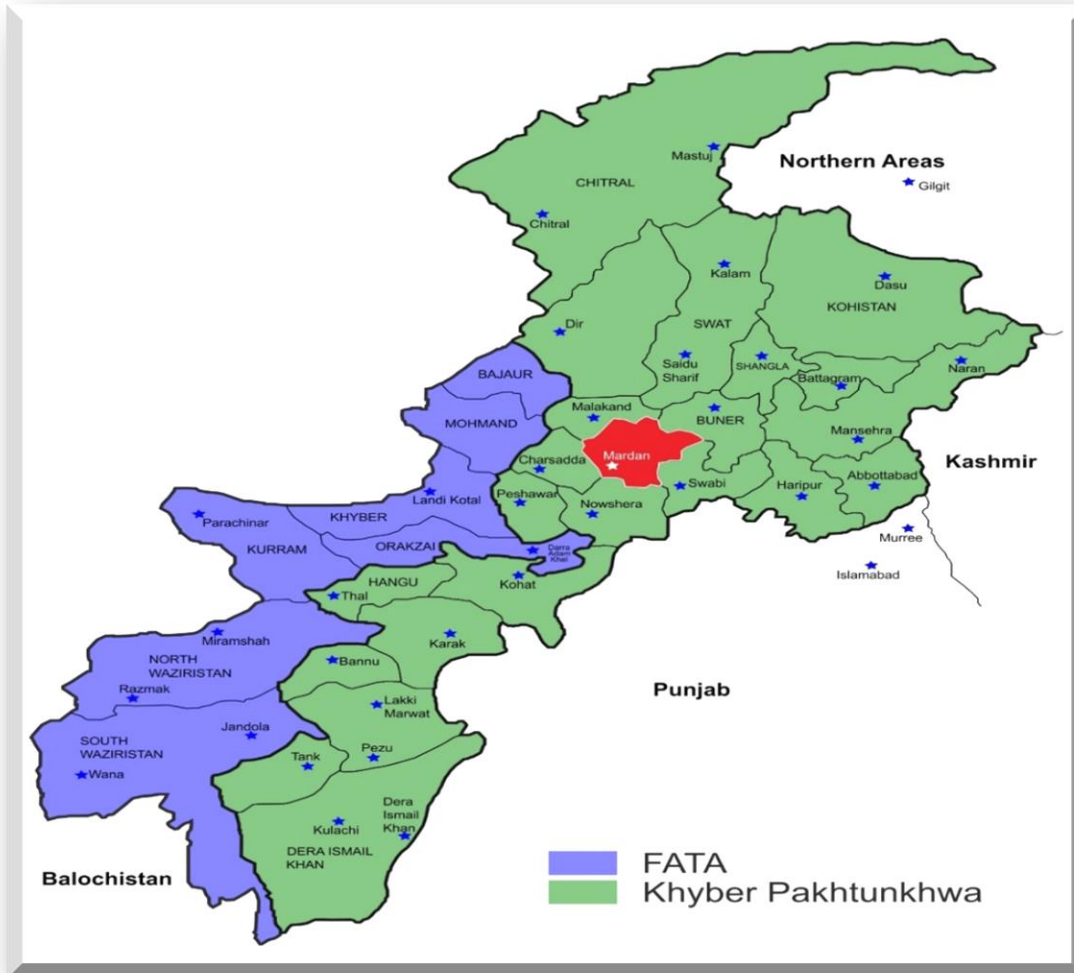 Mastuj
Northern Areas
Gilgit
CHITRAL
Chitral
Kalam
Dasu
KOHISTAN
Dir
SWAT
Saidu
Sharif
SHANGLA
Naran
BAJAUR
Battagram
Malakand
BUNER
MOHMAND
Mansehra
Mardan
Charsadda
Kashmir
Abbottabad
Swabi
Haripur
Landi Kotal
Peshawar
Nowshera
Parachinar
KHYBER
Murree
KURRAM
ORAKZAI
Darra
Adam
Khel
Islamabad
HANGU
Kohat
Thal
Miramshah
Karak
NORTH
WAZIRISTAN
Bannu
Razmak
Punjab
Lakki
Marwat
Jandola
SOUTH
WAZIRISTAN
Pezu
Tank
Wana
Dera
Ismail
Khan
Kulachi
DERA ISMAIL
KHAN
Balochistan
FATA
Khyber Pakhtunkhwa